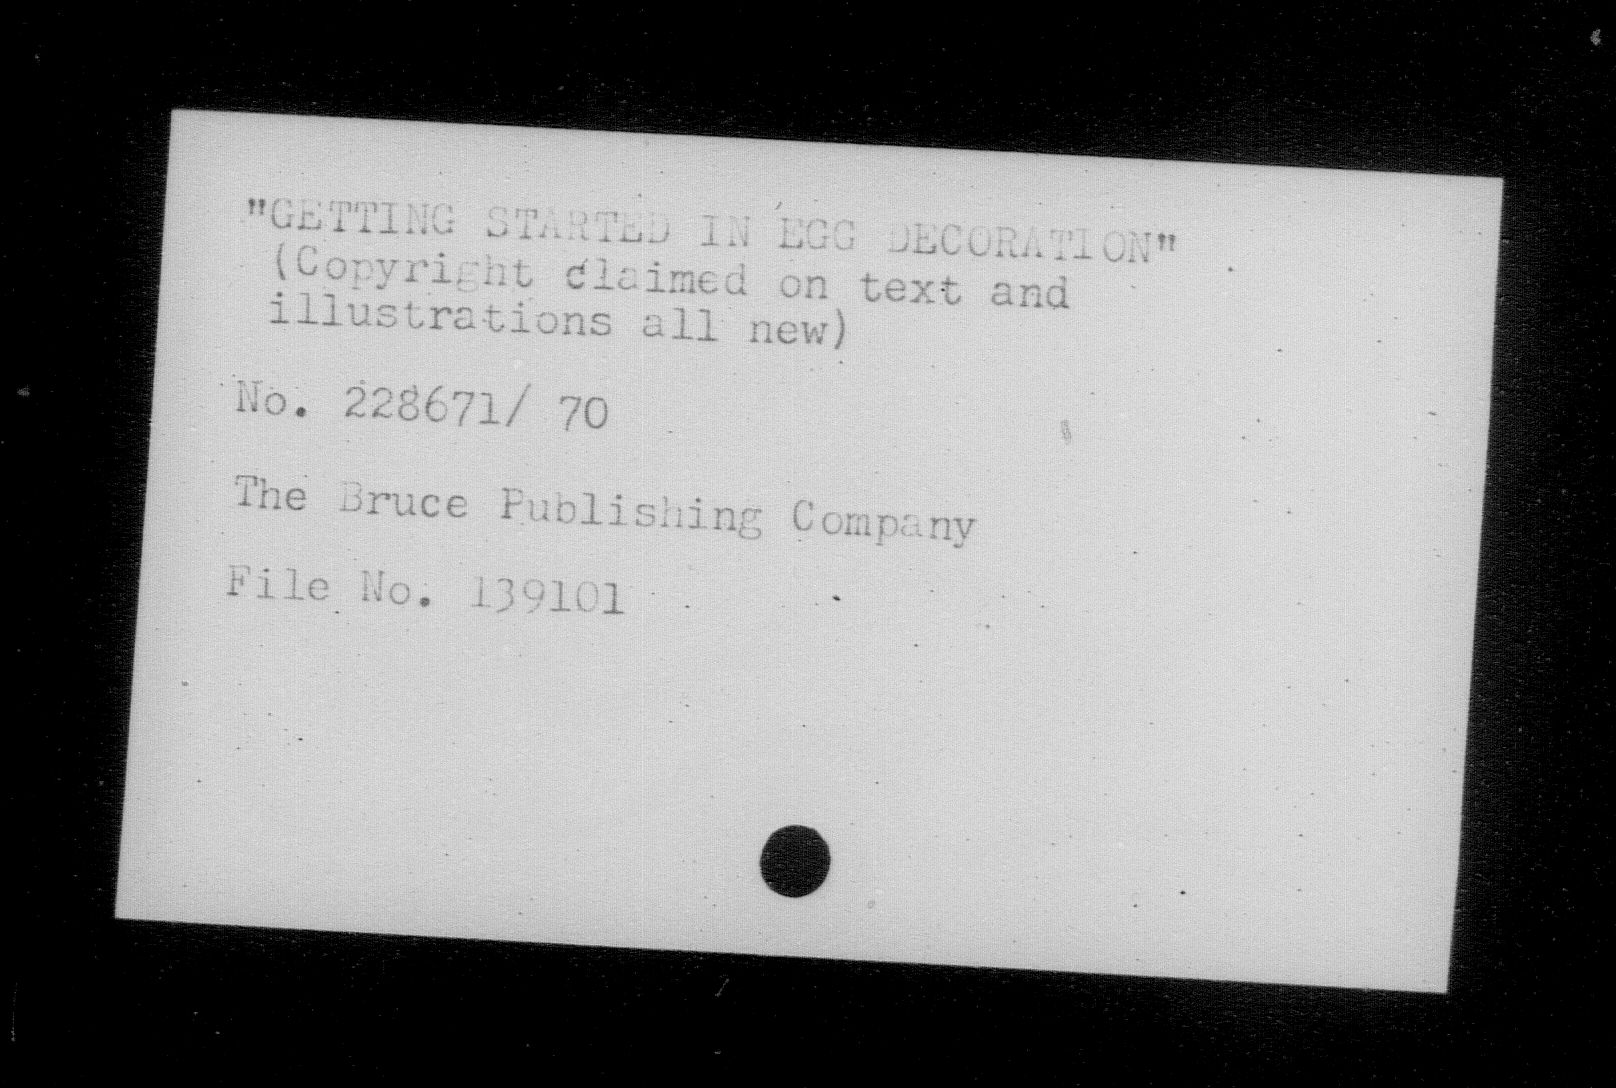 "GETTING STARTED IN EGG DECORATION"
(Copyright claimed on text and
illustrations all new)
No. 228671/ 70
The Bruce Publishing Company
File No. 139101